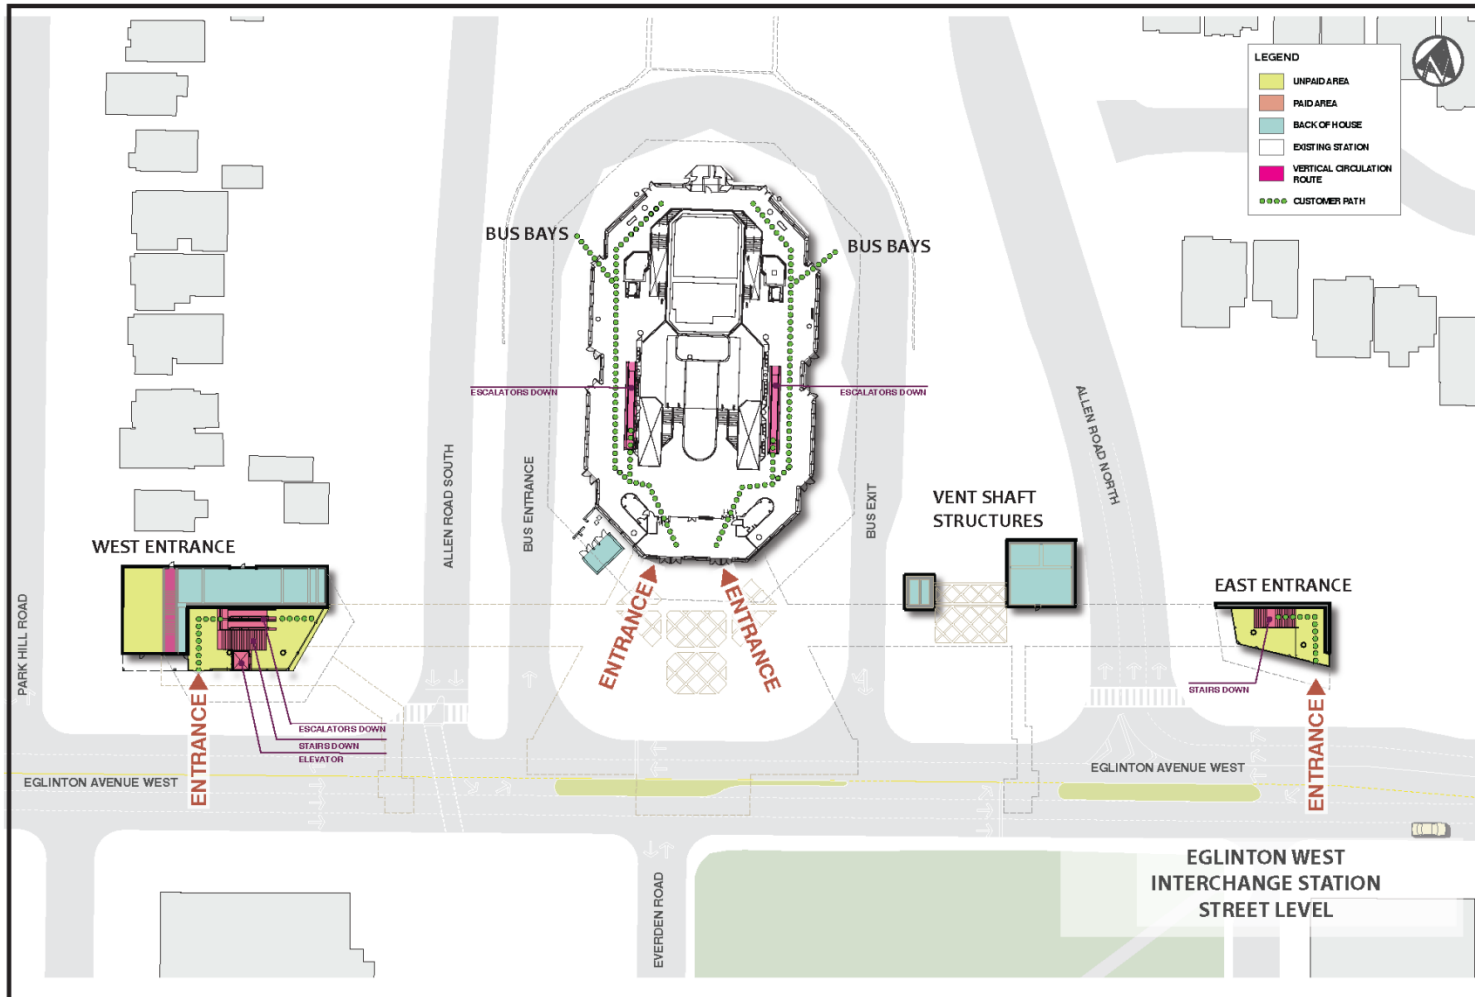 LEGEND
UNPAID AREA
PAID AREA
BACK OF HOUSE
EXISTING STATION
VERTICAL CIRCULATION
ROUTE
CUSTOMER PATH
BUS BAYS
BUS BAYS
ESCALATORS DOWN
ESCALATORS DOWN
ALLEN ROAD SOUTH
BUS ENTRANCE
BUS EXIT
ALLEN ROAD NORTH
VENT SHAFT
STRUCTURES
WEST ENTRANCE
EAST ENTRANCE
PARK HILL ROAD
ENTRANCE
ENTRANCE
ENTRANCE
ENTRANCE
STAIRS DOWN
ESCALATORS DOWN
STAIRS DOWN
ELEVATOR
EGLINTON AVENUE WEST
EGLINTON AVENUE WEST
EVERDEN ROAD
EGLINTON WEST
INTERCHANGE STATION
STREET LEVEL